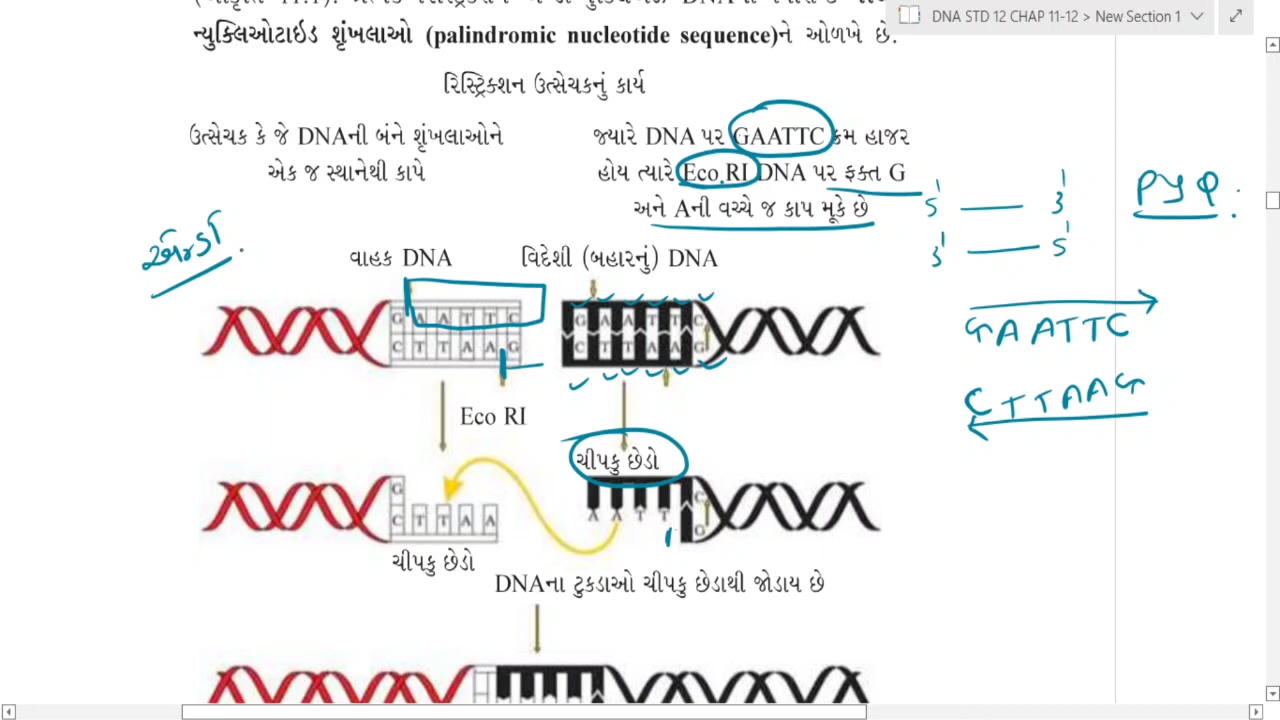 DNA STD 12 CHAP 11-12 > New Section 1
ન્યુક્લિઓટાઇડ શૃંખલાઓ (palindromic nucleotide sequence)ને ઓળખે છે.
રિસ્ટ્રિક્શન ઉત્સેચકનું કાર્ય
ઉત્સેચક કે જે DNAની બંને શૃંખલાઓને
એક જ સ્થાનેથી કાપે
જ્યારે DNA પર GAATTC ક્રમ હાજર
હોય ત્યારે Eco RI DNA પર ફક્ત G
અને Aની વચ્ચે જ કાપ મૂકે છે
5' 3'
3' 5'
PYQ:
વાહક DNA
વિદેશી (બહારનું) DNA
G A A T T C
C T T A A G
G A A T T C
C T T A A G
GAATTC
CTTAAG
Eco RI
ચીપકુ છેડો
G
C T T A A
A A T T
C
G
ચીપકુ છેડો
DNAના ટુકડાઓ ચીપકુ છેડાથી જોડાય છે